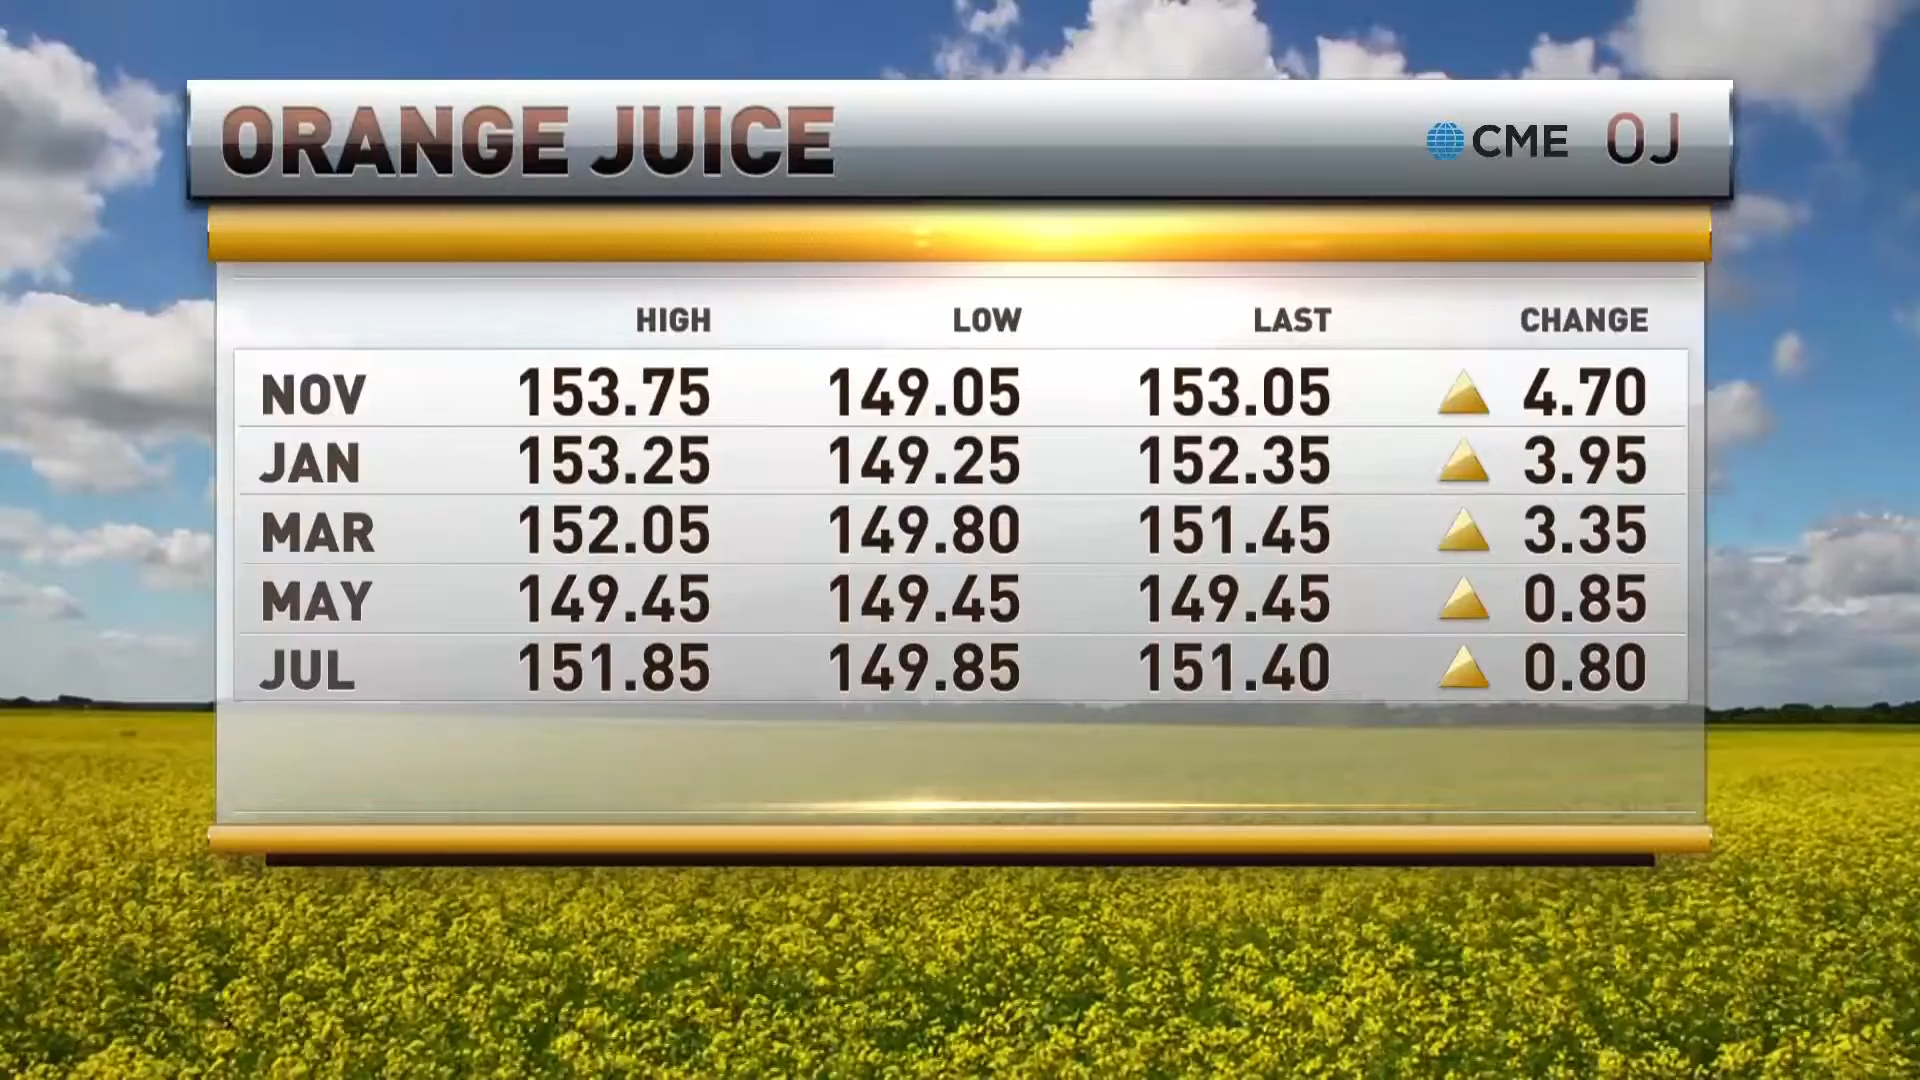 ORANGE JUICE CME OJ
HIGH LOW LAST CHANGE
NOV 153.75 149.05 153.05 4.70
JAN 153.25 149.25 152.35 3.95
MAR 152.05 149.80 151.45 3.35
MAY 149.45 149.45 149.45 0.85
JUL 151.85 149.85 151.40 0.80